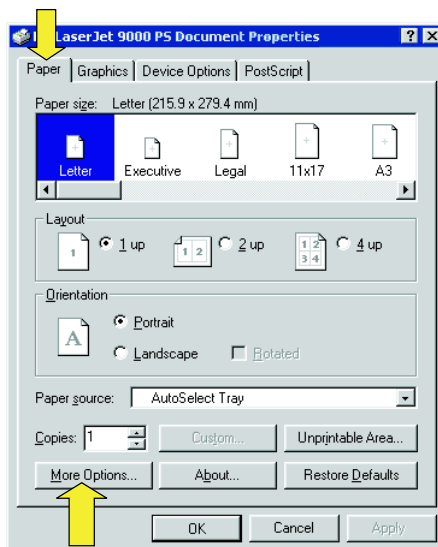 LaserJet 9000 PS Document Properties
Paper Graphics Device Options PostScript
Paper size: Letter (215.9 x 279.4 mm)
Letter Executive Legal 11x17 A3
Layout
1 1 up 1 2 2 up 1 2 3 4 4 up
Orientation
A Portrait
Landscape Rotated
Paper source: AutoSelect Tray
Copies: 1 Custom... Unprintable Area...
More Options... About... Restore Defaults
OK Cancel Apply